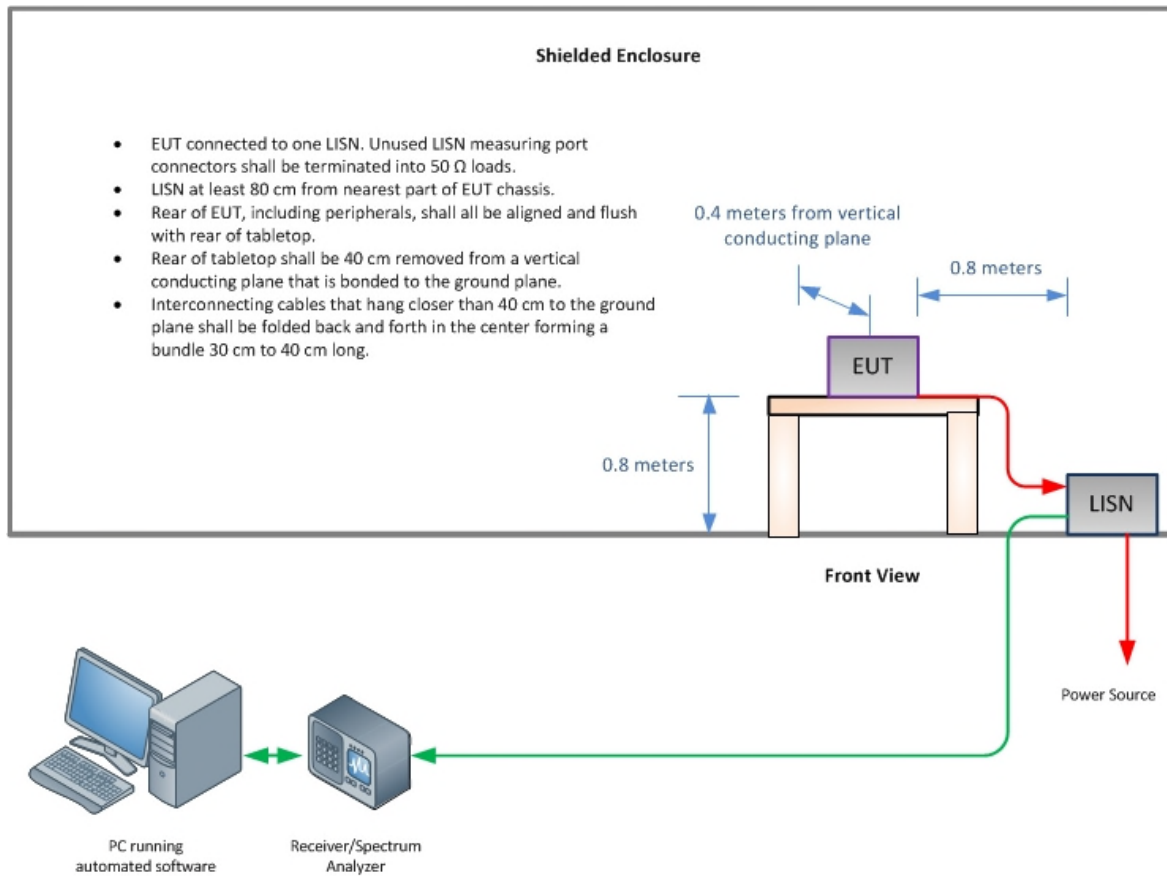 Shielded Enclosure
• EUT connected to one LISN. Unused LISN measuring port
connectors shall be terminated into 50 Ω loads.
• LISN at least 80 cm from nearest part of EUT chassis.
• Rear of EUT, including peripherals, shall all be aligned and flush
with rear of tabletop.
• Rear of tabletop shall be 40 cm removed from a vertical
conducting plane that is bonded to the ground plane.
• Interconnecting cables that hang closer than 40 cm to the ground
plane shall be folded back and forth in the center forming a
bundle 30 cm to 40 cm long.
0.4 meters from vertical
conducting plane
0.8 meters
EUT
0.8 meters
LISN
Front View
Power Source
PC running
automated software
Receiver/Spectrum
Analyzer